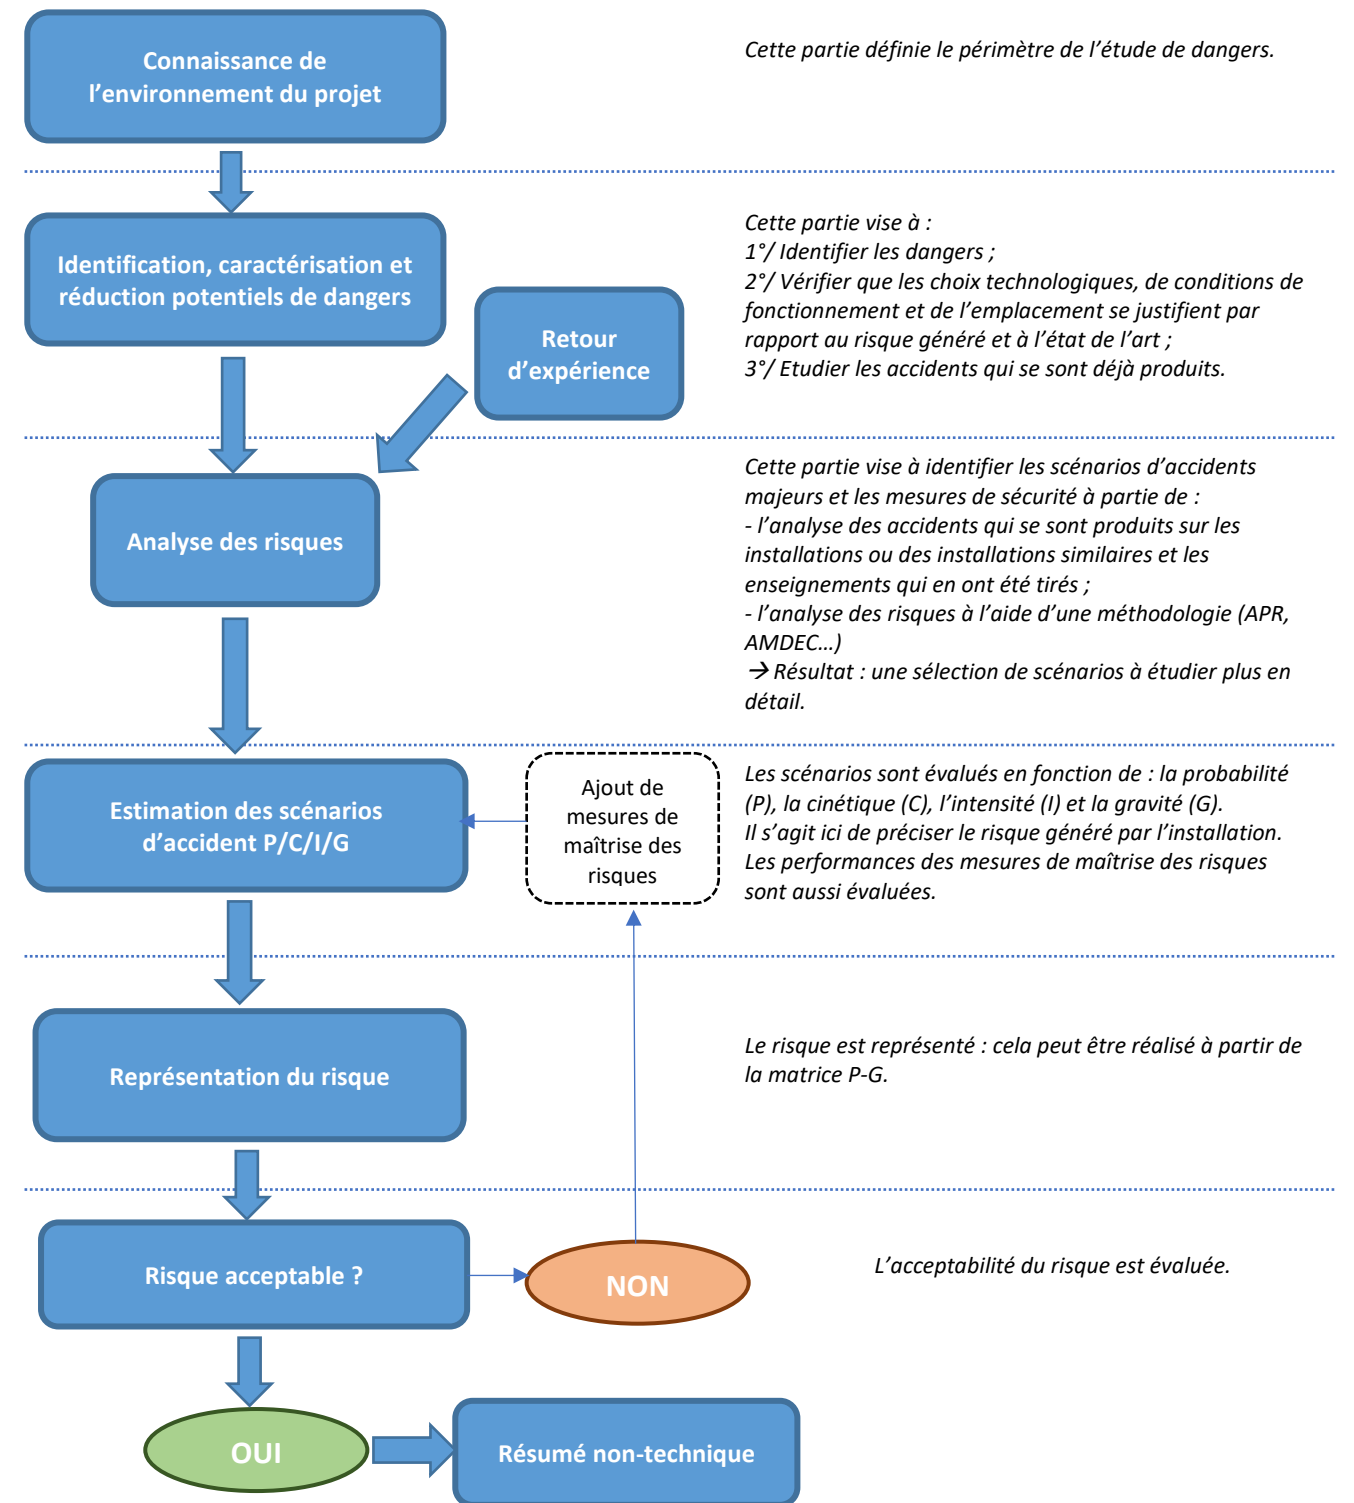 Connaissance de
l’environnement du projet
Cette partie définie le périmètre de l’étude de dangers.
Identification, caractérisation et
réduction potentiels de dangers
Retour
d’expérience
Cette partie vise à :
1°/ Identifier les dangers ;
2°/ Vérifier que les choix technologiques, de conditions de
fonctionnement et de l’emplacement se justifient par
rapport au risque généré et à l’état de l’art ;
3°/ Etudier les accidents qui se sont déjà produits.
Analyse des risques
Cette partie vise à identifier les scénarios d’accidents
majeurs et les mesures de sécurité à partie de :
- l’analyse des accidents qui se sont produits sur les
installations ou des installations similaires et les
enseignements qui en ont été tirés ;
- l’analyse des risques à l’aide d’une méthodologie (APR,
AMDEC…)
→ Résultat : une sélection de scénarios à étudier plus en
détail.
Estimation des scénarios
d’accident P/C/I/G
Ajout de
mesures de
maîtrise des
risques
Les scénarios sont évalués en fonction de : la probabilité
(P), la cinétique (C), l’intensité (I) et la gravité (G).
Il s’agit ici de préciser le risque généré par l’installation.
Les performances des mesures de maîtrise des risques
sont aussi évaluées.
Représentation du risque
Le risque est représenté : cela peut être réalisé à partir de
la matrice P-G.
Risque acceptable ?
NON
L’acceptabilité du risque est évaluée.
OUI
Résumé non-technique